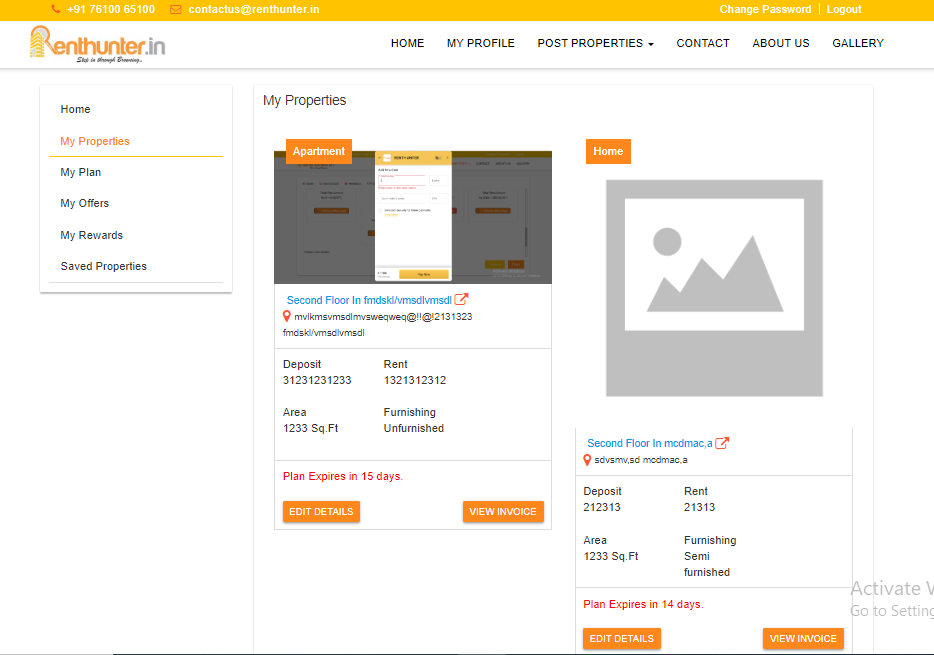 +91 76100 65100 contactus@renthunter.in Change Password Logout
Renthunter.in
Step in through Browsing..
HOME MY PROFILE POST PROPERTIES CONTACT ABOUT US GALLERY
Home
My Properties
My Plan
My Offers
My Rewards
Saved Properties
My Properties
Apartment
Second Floor In fmdskl/vmsdlvmsdl
mvlkmsvmsdlmvsweqweq@!!@!2131323
fmdskl/vmsdlvmsdl
Deposit Rent
31231231233 1321312312
Area Furnishing
1233 Sq.Ft Unfurnished
Plan Expires in 15 days.
EDIT DETAILS VIEW INVOICE
Home
Second Floor In mcdmac,a
sdvsmv,sd mcdmac,a
Deposit Rent
212313 21313
Area Furnishing
1233 Sq.Ft Semi
furnished
Plan Expires in 14 days.
EDIT DETAILS VIEW INVOICE
Activate W
Go to Setting